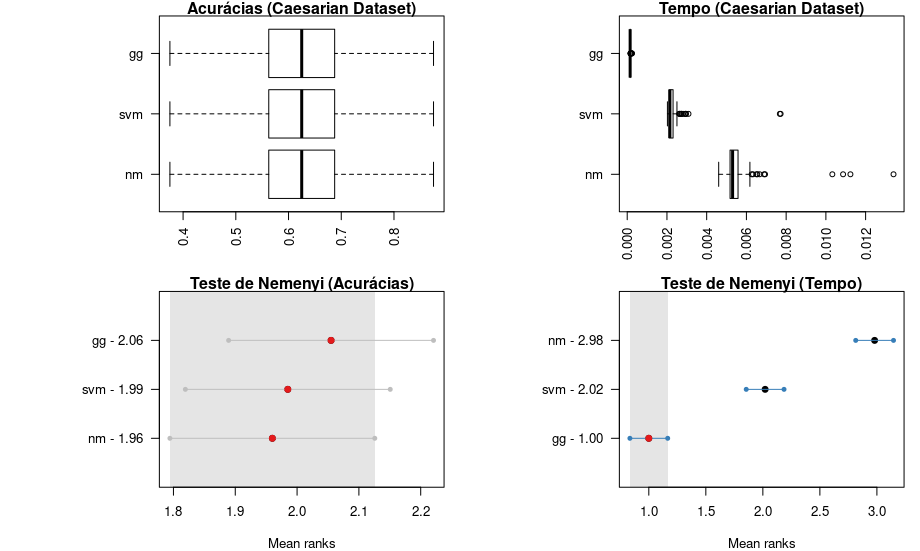 Acurácias (Caesarian Dataset)
gg
svm
nm
0.4 0.5 0.6 0.7 0.8
Tempo (Caesarian Dataset)
gg
svm
nm
0.000 0.002 0.004 0.006 0.008 0.010 0.012
Teste de Nemenyi (Acurácias)
gg - 2.06
svm - 1.99
nm - 1.96
1.8 1.9 2.0 2.1 2.2
Mean ranks
Teste de Nemenyi (Tempo)
nm - 2.98
svm - 2.02
gg - 1.00
1.0 1.5 2.0 2.5 3.0
Mean ranks